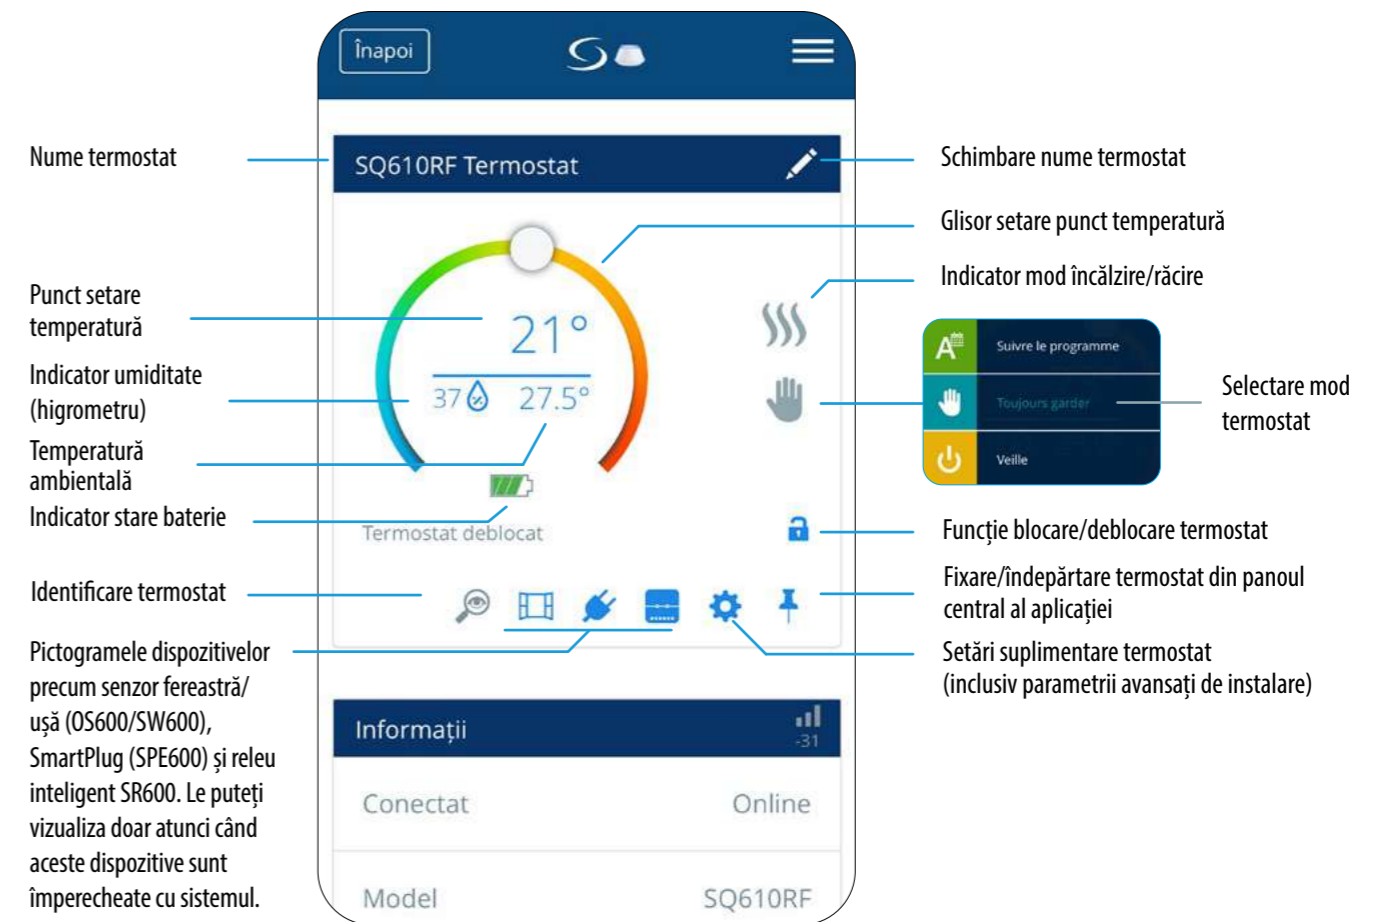 Înapoi
Nume termostat
SQ610RF Termostat
Schimbare nume termostat
Glisor setare punct temperatură
Indicator mod încălzire/răcire
Punct setare
temperatură
21°
Indicator umiditate
(higrometru)
37
27.5°
Temperatură
ambientală
Indicator stare baterie
Termostat deblocat
A
Suivre le programme
Toujours garder
Veille
Selectare mod
termostat
Funcție blocare/deblocare termostat
Identificare termostat
Fixare/îndepărtare termostat din panoul
central al aplicației
Setări suplimentare termostat
(inclusiv parametrii avansați de instalare)
Pictogramele dispozitivelor
precum senzor fereastră/
ușă (OS600/SW600),
SmartPlug (SPE600) și releu
inteligent SR600. Le puteți
vizualiza doar atunci când
aceste dispozitive sunt
împerecheate cu sistemul.
Informații
-31
Conectat
Online
Model
SQ610RF